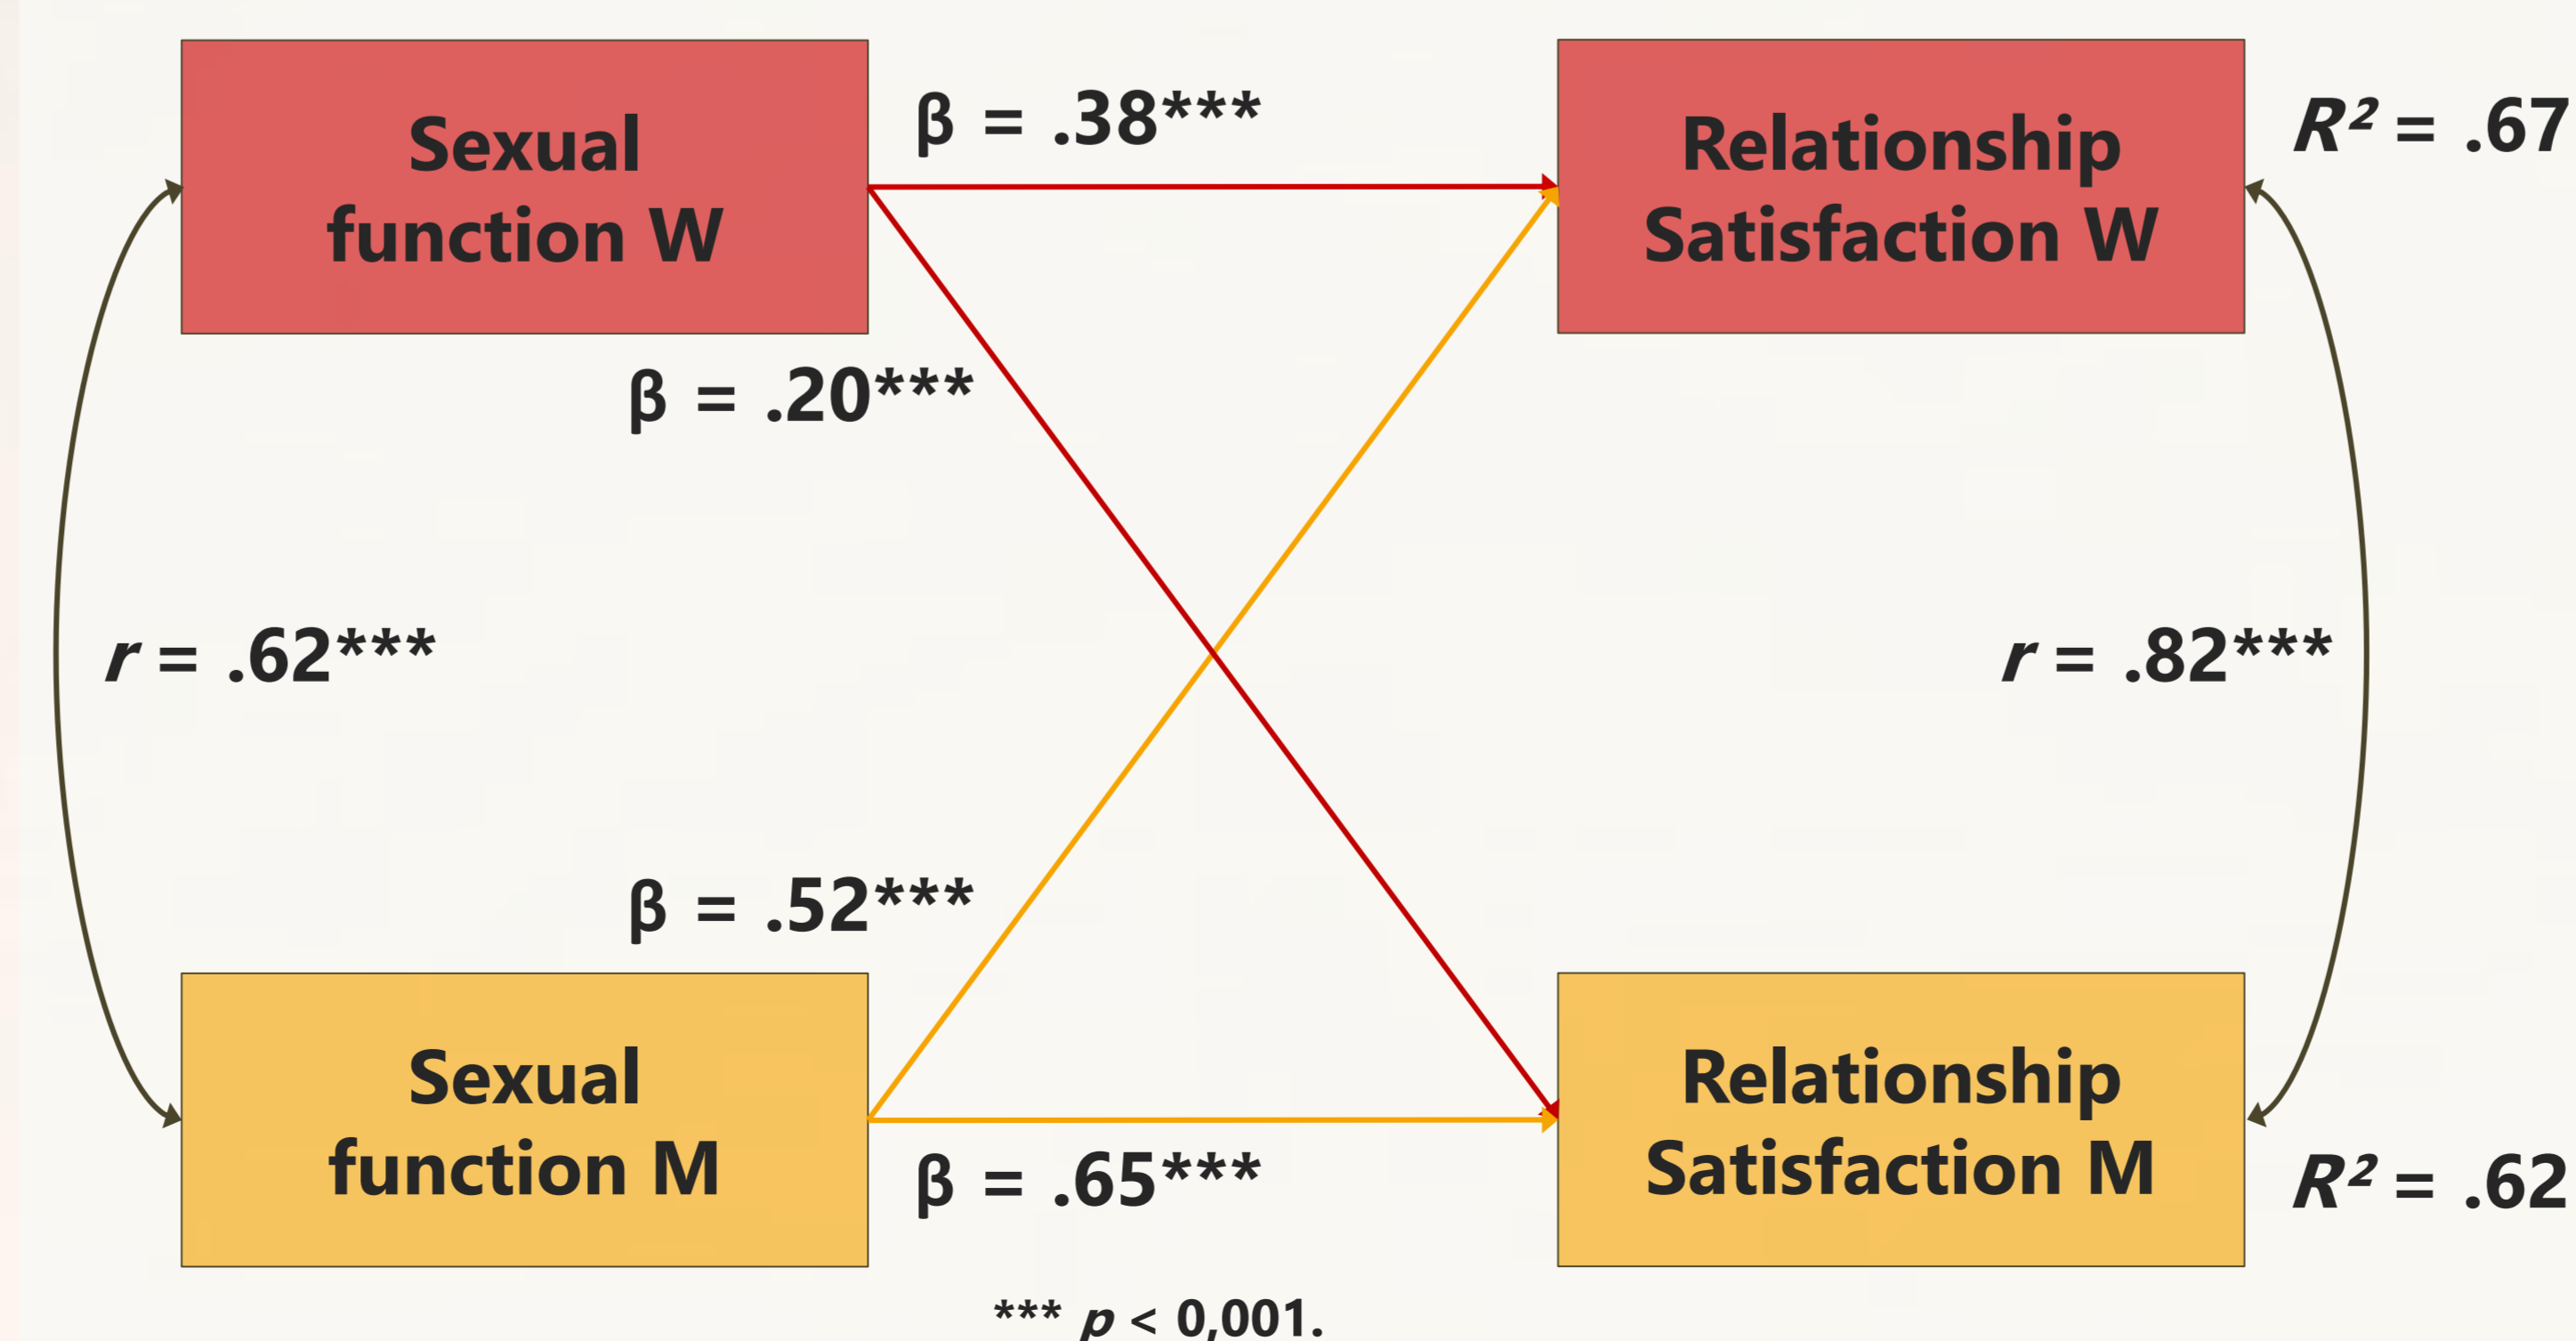 Sexual
function W
β = .38***
Relationship
Satisfaction W
R² = .67
β = .20***
r = .62***
r = .82***
β = .52***
Sexual
function M
β = .65***
Relationship
Satisfaction M
R² = .62
*** p < 0,001.